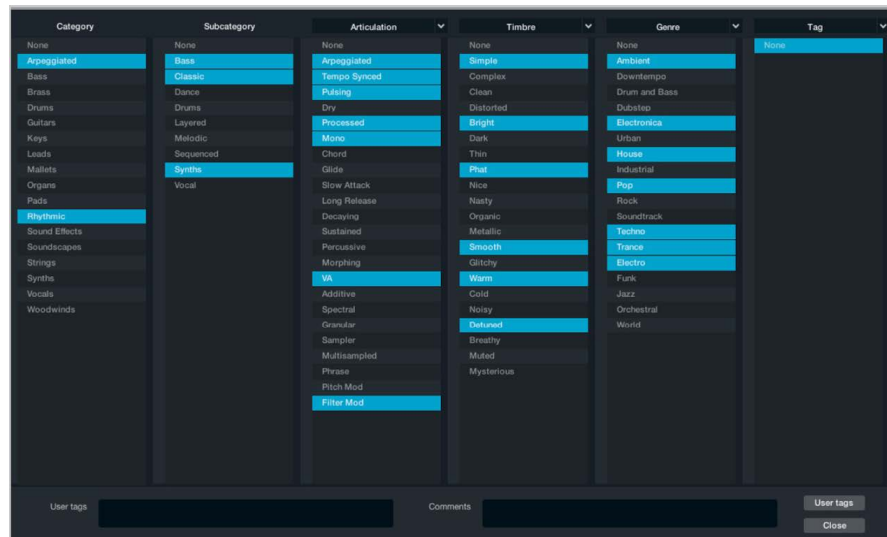 Category
None
Arpeggiated
Bass
Brass
Drums
Guitars
Keys
Leads
Mallets
Organs
Pads
Rhythmic
Sound Effects
Soundscapes
Strings
Synths
Vocals
Woodwinds
Subcategory
None
Bass
Classic
Dance
Drums
Layered
Melodic
Sequenced
Synths
Vocal
Articulation
None
Arpeggiated
Tempo Synced
Pulsing
Dry
Processed
Mono
Chord
Glide
Slow Attack
Long Release
Decaying
Sustained
Percussive
Morphing
VA
Additive
Spectral
Granular
Sampler
Multisampled
Phrase
Pitch Mod
Filter Mod
Timbre
None
Simple
Complex
Clean
Distorted
Bright
Dark
Thin
Phat
Nice
Nasty
Organic
Metallic
Smooth
Glitchy
Warm
Cold
Noisy
Detuned
Breathy
Muted
Mysterious
Genre
None
Ambient
Downtempo
Drum and Bass
Dubstep
Electronica
Urban
House
Industrial
Pop
Rock
Soundtrack
Techno
Trance
Electro
Funk
Jazz
Orchestral
World
Tag
None
User tags
Comments
User tags
Close